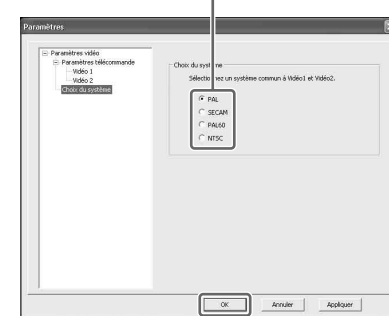 Paramètres
Paramètres vidéo
Paramètres télécommande
Vidéo 1
Vidéo 2
Choix du système
Choix du système
Sélectionnez un système commun à Vidéo1 et Vidéo2.
PAL
SECAM
PAL60
NTSC
OK
Annuler
Appliquer